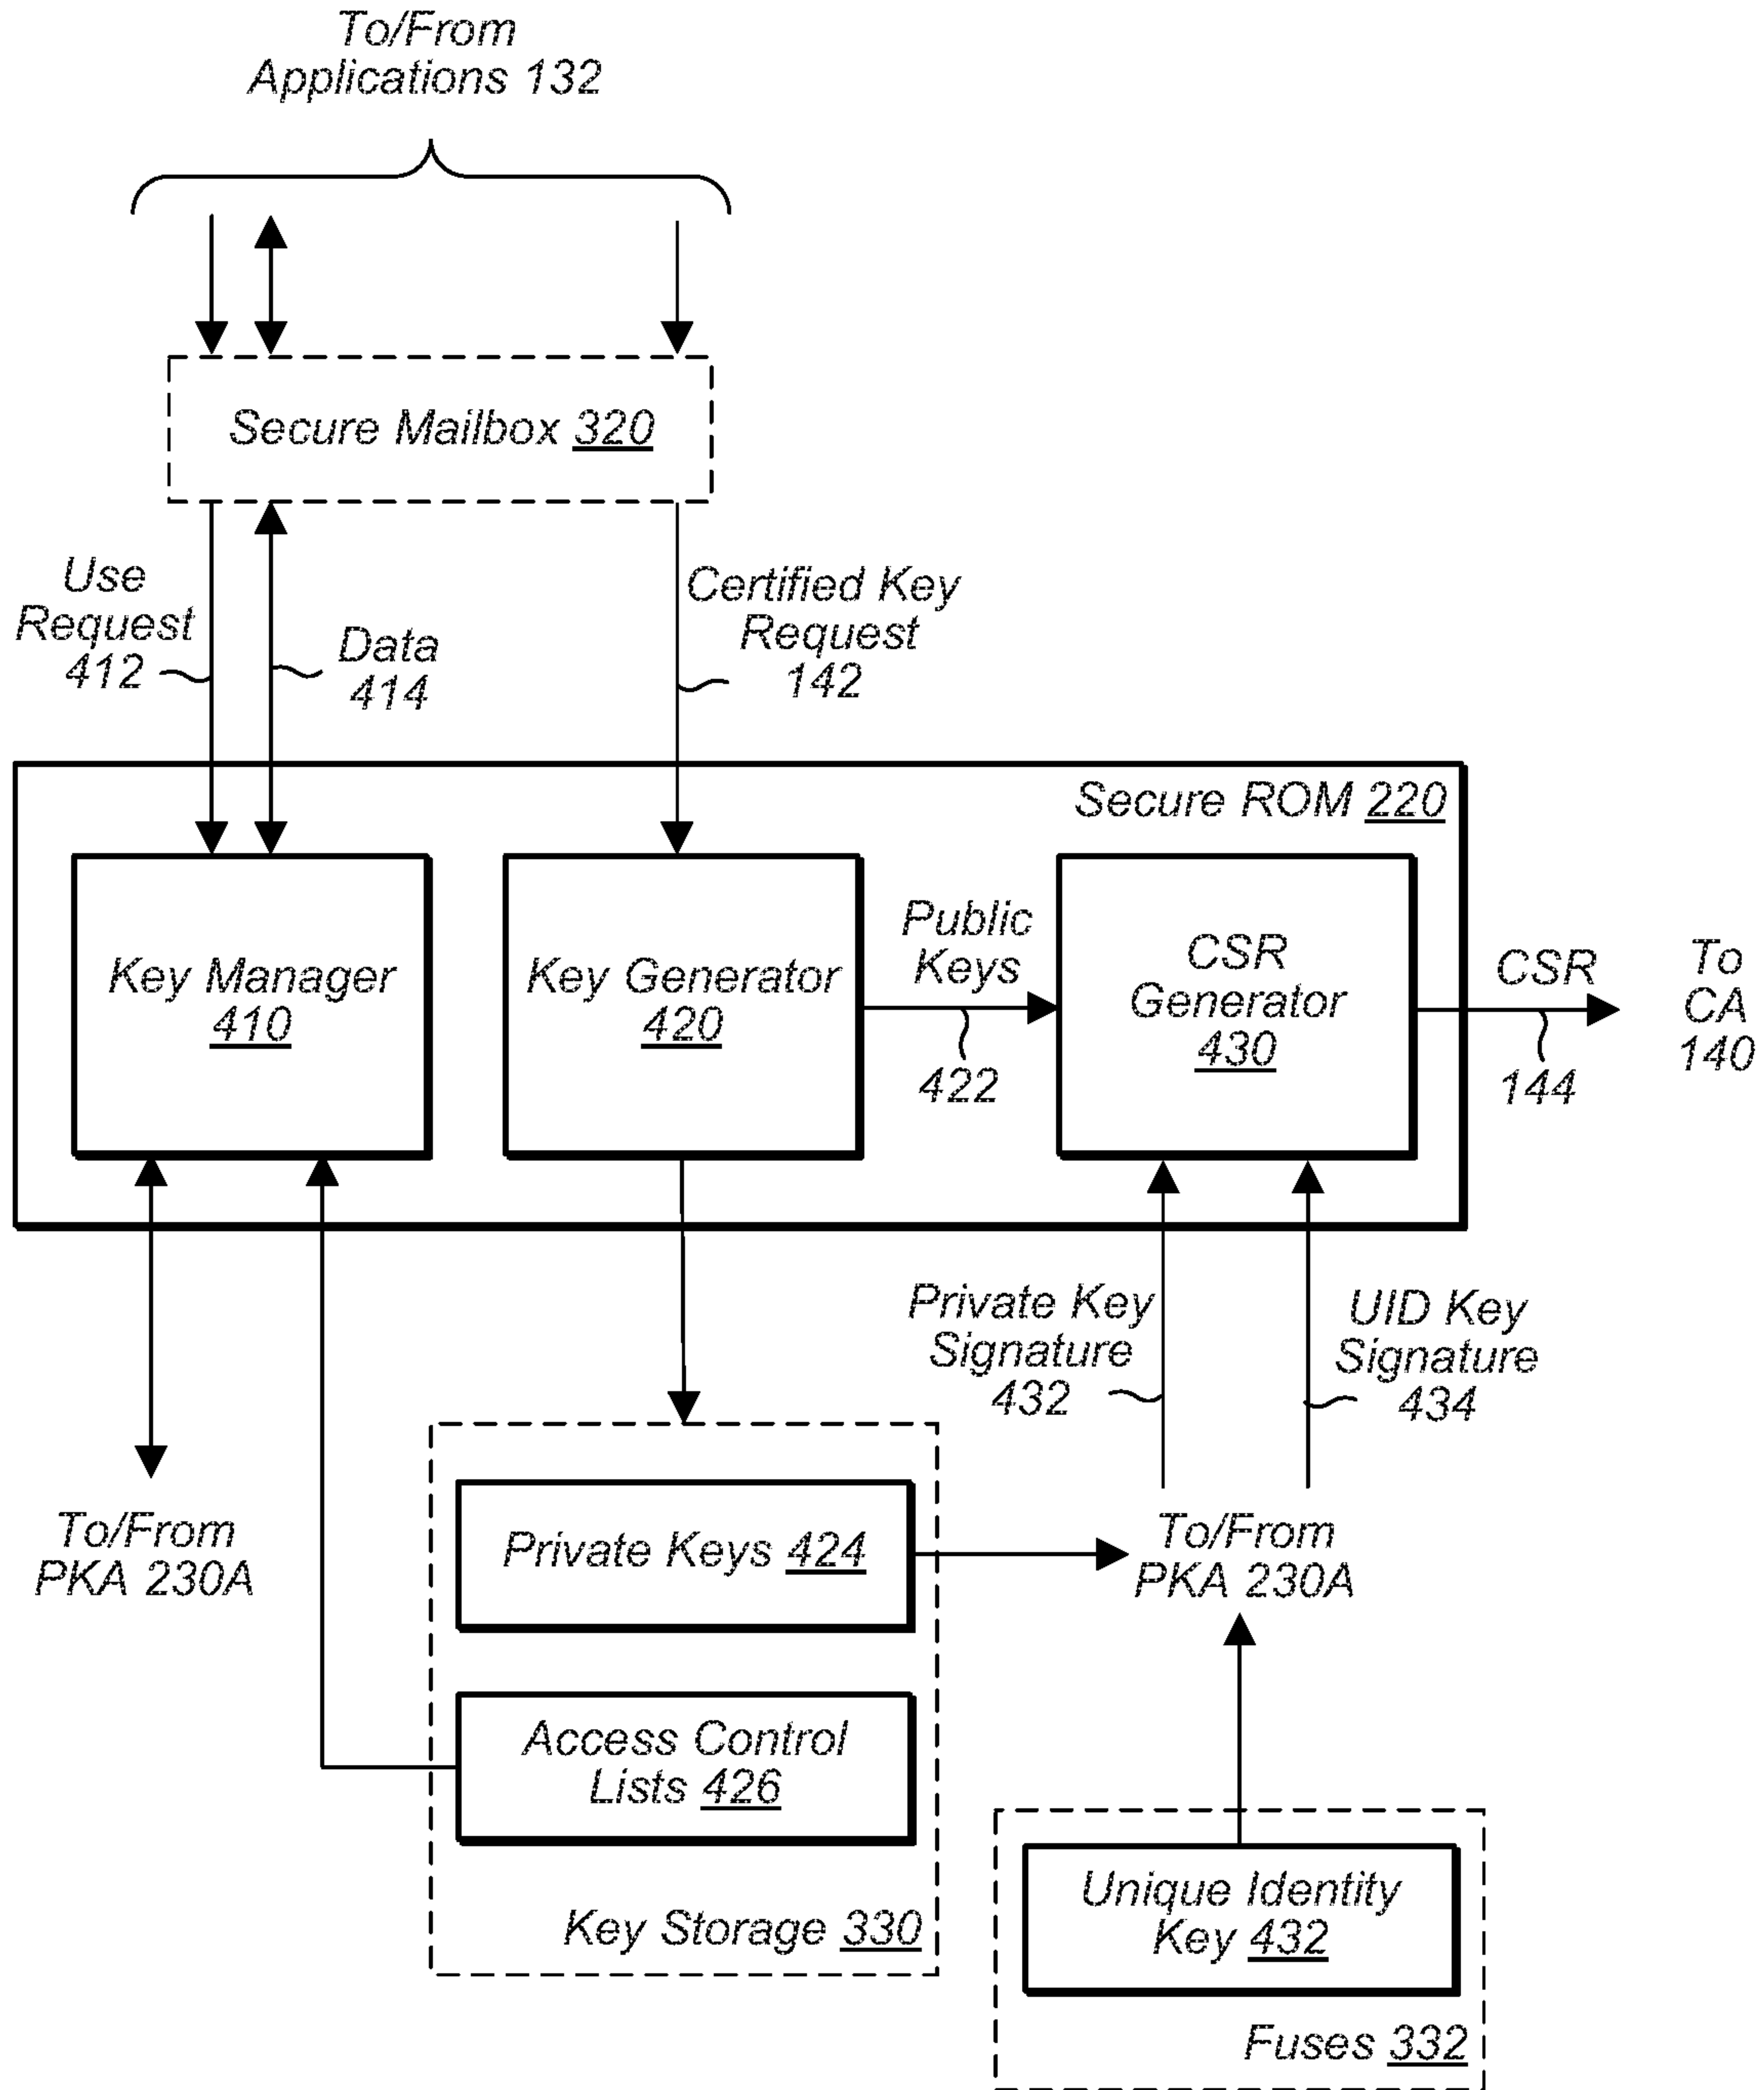 To/From
Applications 132
Secure Mailbox 320
Use
Request
412
Data
414
Certified Key
Request
142
Secure ROM 220
Key Manager
410
Key Generator
420
Public
Keys
422
CSR
Generator
430
CSR
144
To
CA
140
Private Key
Signature
432
UID Key
Signature
434
To/From
PKA 230A
Private Keys 424
To/From
PKA 230A
Access Control
Lists 426
Key Storage 330
Unique Identity
Key 432
Fuses 332